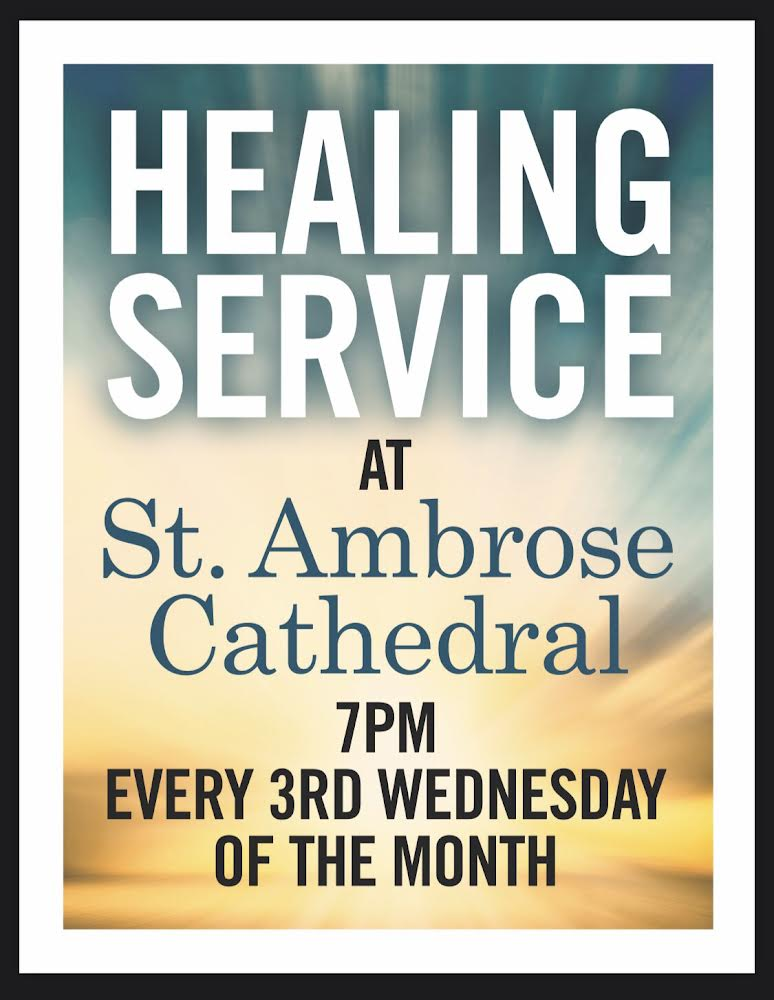 HEALING
SERVICE
AT
St. Ambrose
Cathedral
7PM
EVERY 3RD WEDNESDAY
OF THE MONTH